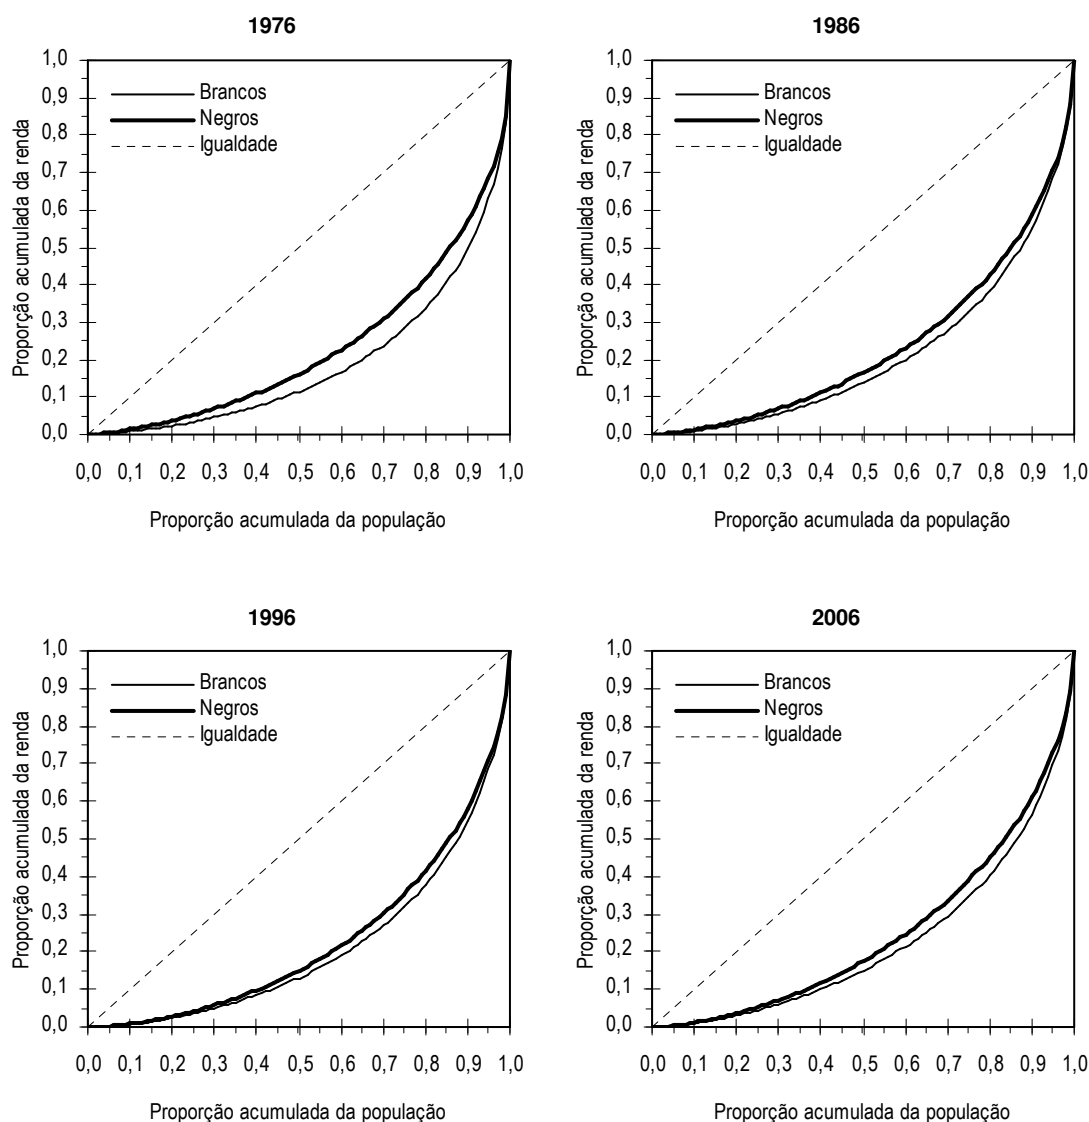 1976
1,0
0,9
0,8
0,7
0,6
0,5
0,4
0,3
0,2
0,1
0,0
Proporção acumulada da renda
Brancos
Negros
Igualdade
0,0 0,1 0,2 0,3 0,4 0,5 0,6 0,7 0,8 0,9 1,0
Proporção acumulada da população
1986
1,0
0,9
0,8
0,7
0,6
0,5
0,4
0,3
0,2
0,1
0,0
Proporção acumulada da renda
Brancos
Negros
Igualdade
0,0 0,1 0,2 0,3 0,4 0,5 0,6 0,7 0,8 0,9 1,0
Proporção acumulada da população
1996
1,0
0,9
0,8
0,7
0,6
0,5
0,4
0,3
0,2
0,1
0,0
Proporção acumulada da renda
Brancos
Negros
Igualdade
0,0 0,1 0,2 0,3 0,4 0,5 0,6 0,7 0,8 0,9 1,0
Proporção acumulada da população
2006
1,0
0,9
0,8
0,7
0,6
0,5
0,4
0,3
0,2
0,1
0,0
Proporção acumulada da renda
Brancos
Negros
Igualdade
0,0 0,1 0,2 0,3 0,4 0,5 0,6 0,7 0,8 0,9 1,0
Proporção acumulada da população